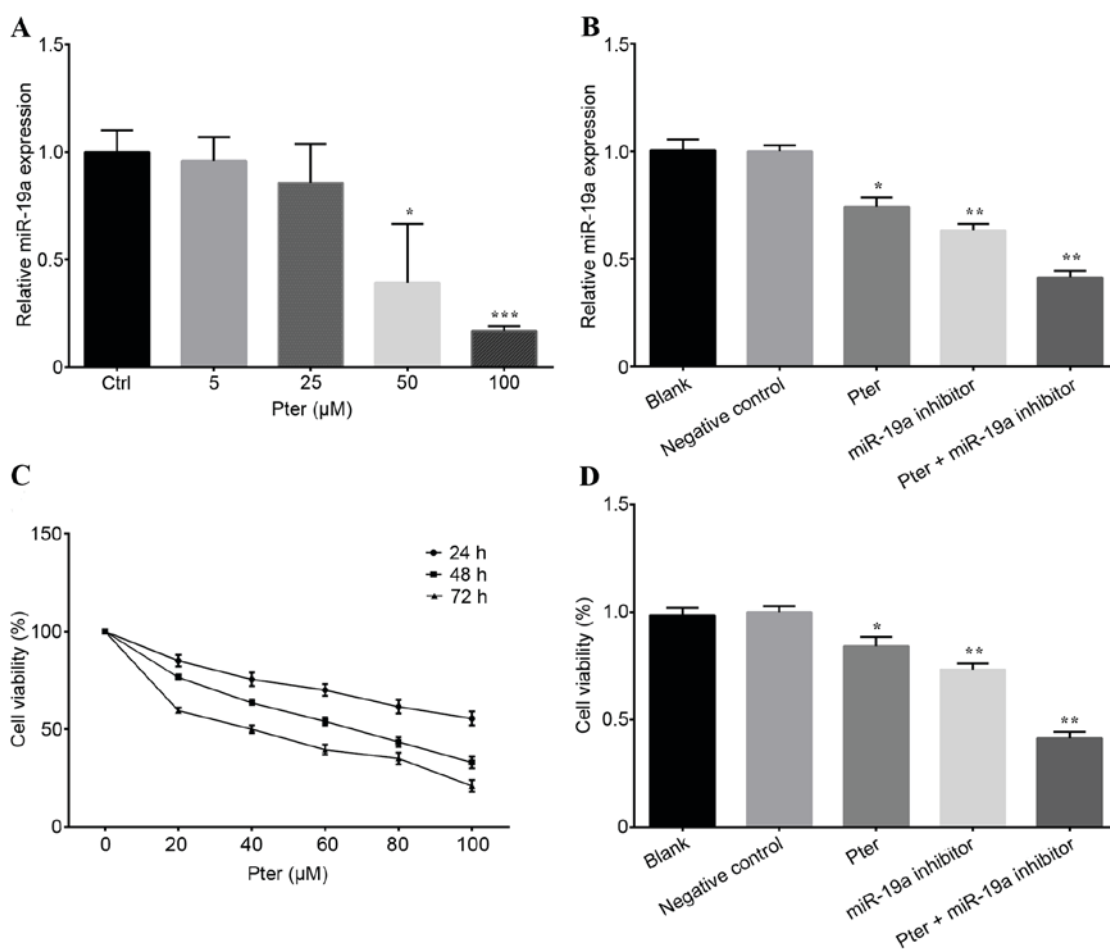 A
1.5
1.0
0.5
0
Relative miR-19a expression
*
***
Ctrl
5
25
50
100
Pter (µM)
B
1.5
1.0
0.5
0
Relative miR-19a expression
*
**
**
Blank
Negative control
Pter
miR-19a inhibitor
Pter + miR-19a inhibitor
C
150
100
50
0
Cell viability (%)
24 h
48 h
72 h
0
20
40
60
80
100
Pter (µM)
D
1.5
1.0
0.5
0
Cell viability (%)
*
**
**
Blank
Negative control
Pter
miR-19a inhibitor
Pter + miR-19a inhibitor